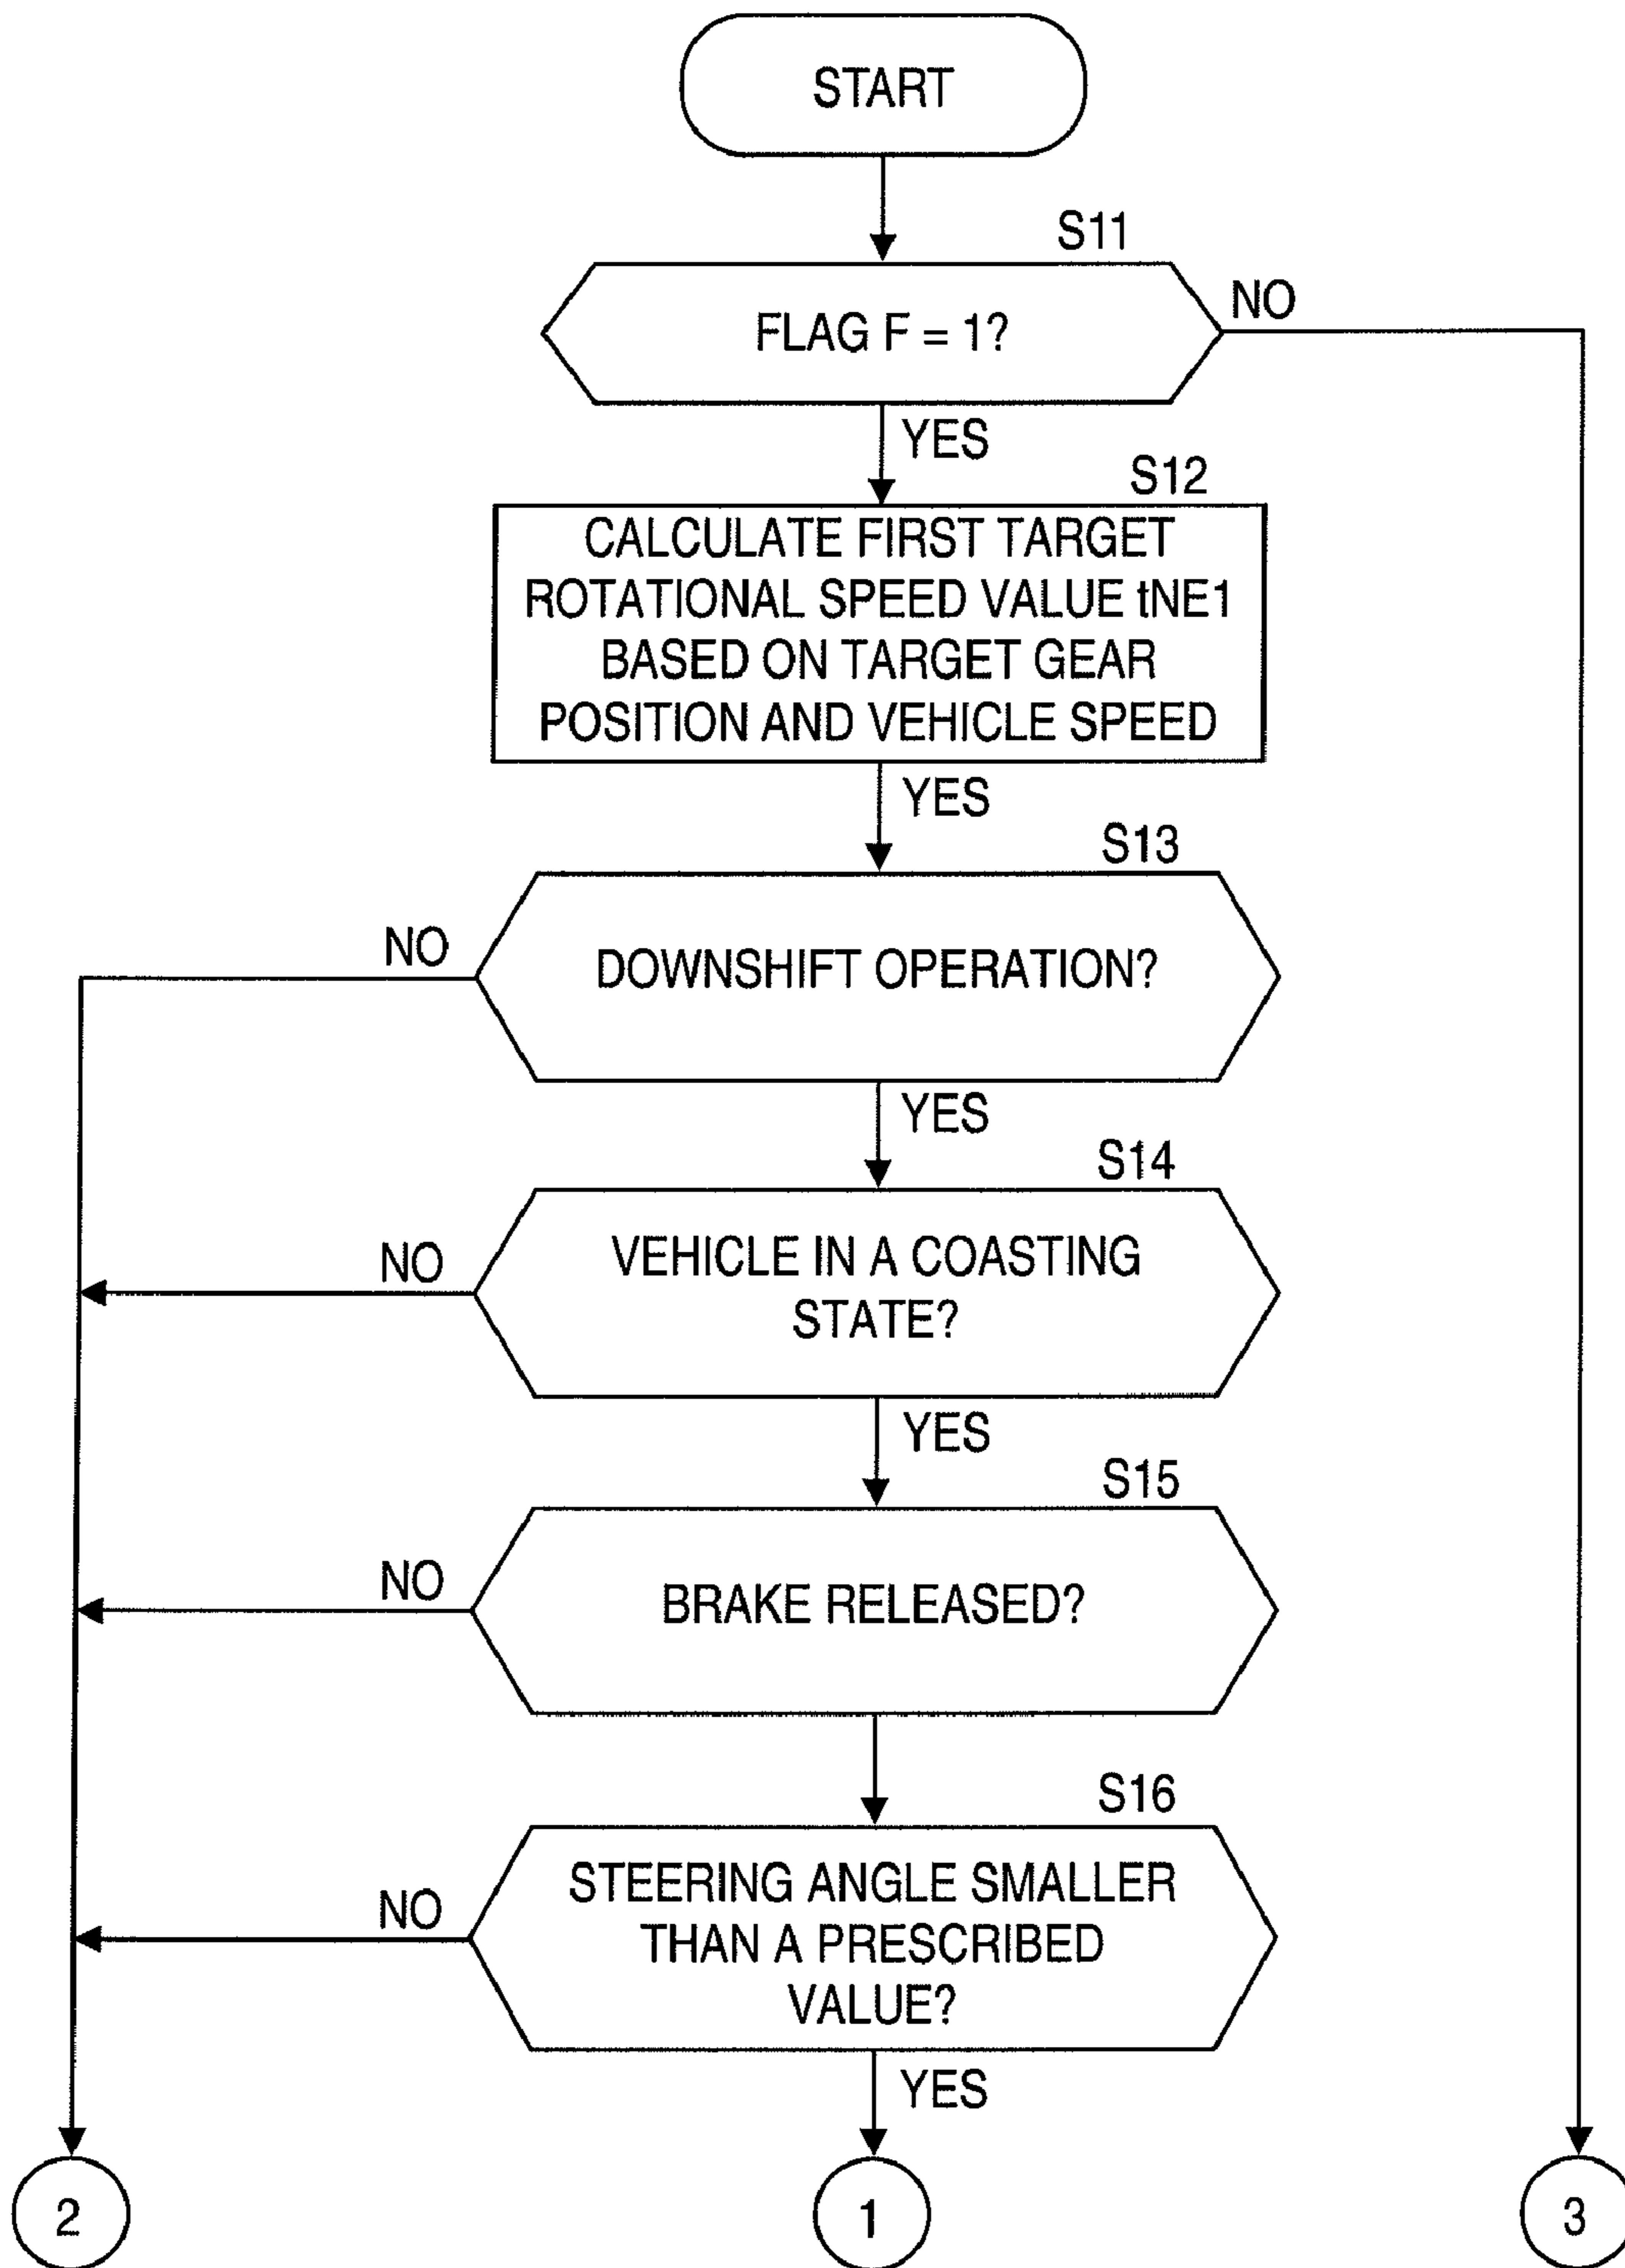 START
S11
FLAG F = 1?
NO
YES
S12
CALCULATE FIRST TARGET
ROTATIONAL SPEED VALUE tNE1
BASED ON TARGET GEAR
POSITION AND VEHICLE SPEED
YES
S13
NO
DOWNSHIFT OPERATION?
YES
S14
NO
VEHICLE IN A COASTING
STATE?
YES
S15
NO
BRAKE RELEASED?
S16
NO
STEERING ANGLE SMALLER
THAN A PRESCRIBED
VALUE?
YES
2
1
3